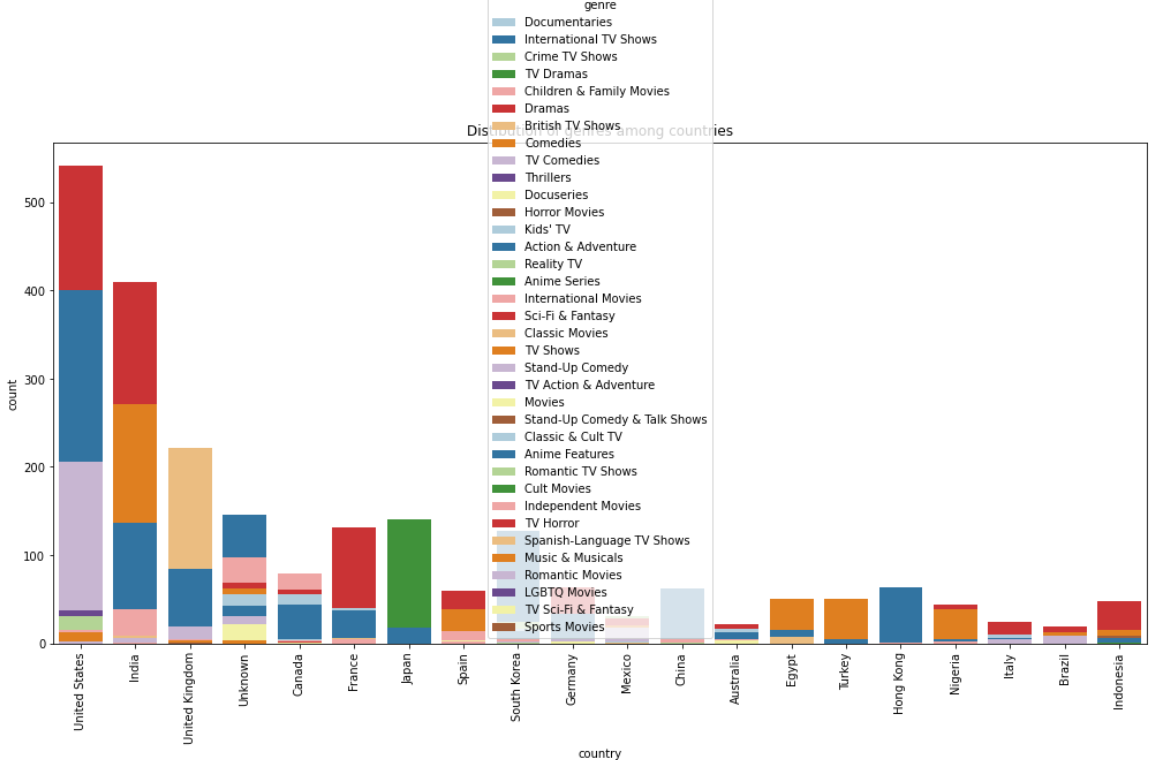 genre
Documentaries
International TV Shows
Crime TV Shows
TV Dramas
Children & Family Movies
Dramas
British TV Shows
Distibution of genres among countries
Comedies
TV Comedies
Thrillers
Docuseries
Horror Movies
Kids' TV
Action & Adventure
Reality TV
Anime Series
International Movies
Sci-Fi & Fantasy
Classic Movies
TV Shows
Stand-Up Comedy
TV Action & Adventure
Movies
Stand-Up Comedy & Talk Shows
Classic & Cult TV
Anime Features
Romantic TV Shows
Cult Movies
Independent Movies
TV Horror
Spanish-Language TV Shows
Music & Musicals
Romantic Movies
LGBTQ Movies
TV Sci-Fi & Fantasy
Sports Movies
count
500
400
300
200
100
0
United States
India
United Kingdom
Unknown
Canada
France
Japan
Spain
South Korea
Germany
Mexico
China
Australia
Egypt
Turkey
Hong Kong
Nigeria
Italy
Brazil
Indonesia
country